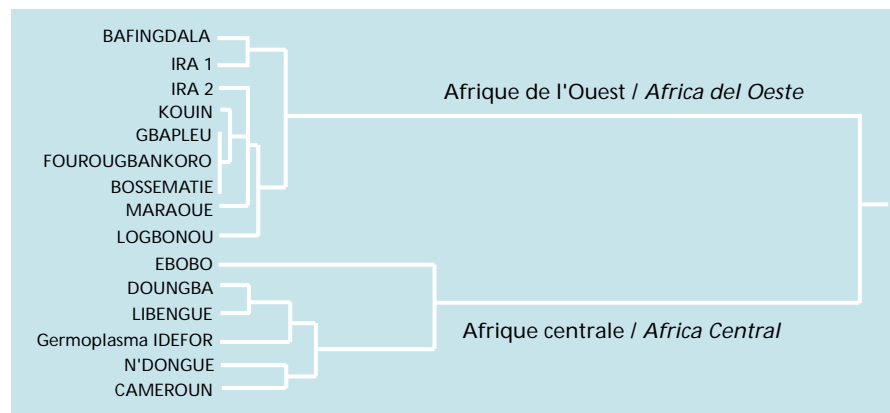 BAFINGDALA
IRA 1
IRA 2
KOUIN
GBAPLEU
FOUROUGBANKORO
BOSSEMATIE
MARAOUE
LOGBONOU
EBOBO
DOUNGBA
LIBENGUE
Germoplasma IDEFOR
N'DONGUE
CAMEROUN
Afrique de l'Ouest / Africa del Oeste
Afrique centrale / Africa Central